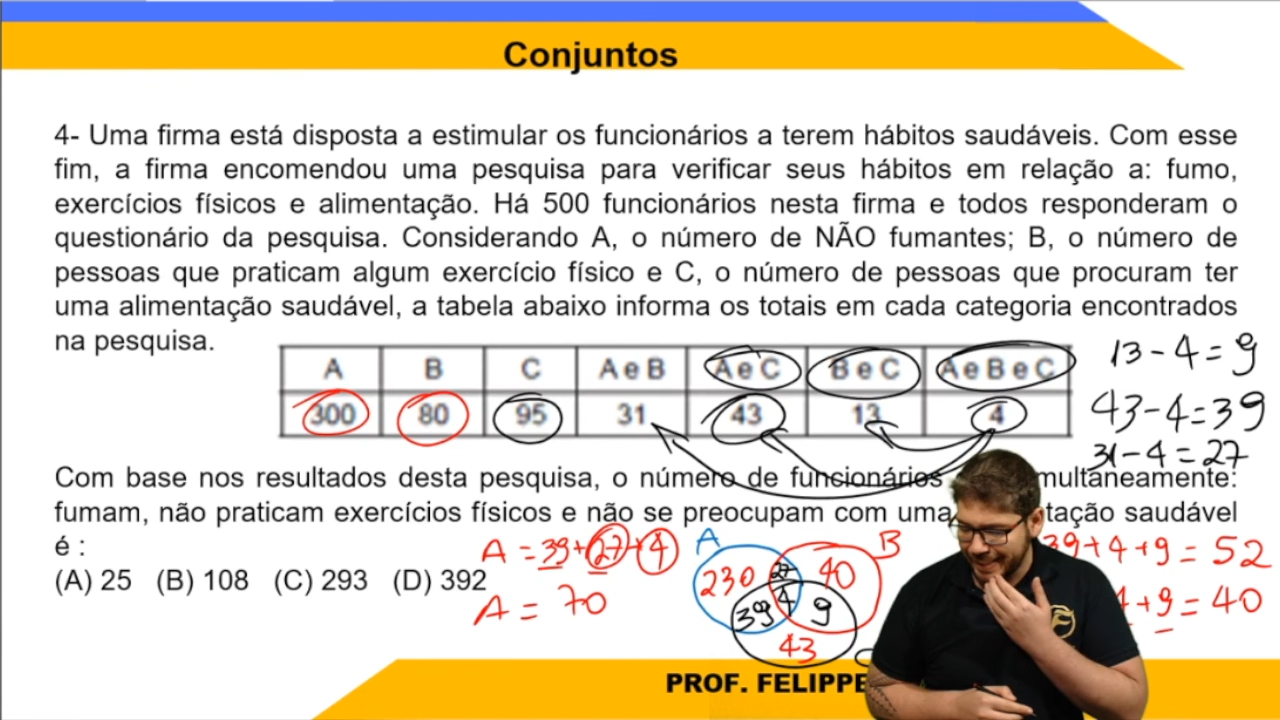 Conjuntos
4- Uma firma está disposta a estimular os funcionários a terem hábitos saudáveis. Com esse
fim, a firma encomendou uma pesquisa para verificar seus hábitos em relação a: fumo,
exercícios físicos e alimentação. Há 500 funcionários nesta firma e todos responderam o
questionário da pesquisa. Considerando A, o número de NÃO fumantes; B, o número de
pessoas que praticam algum exercício físico e C, o número de pessoas que procuram ter
uma alimentação saudável, a tabela abaixo informa os totais em cada categoria encontrados
na pesquisa.
A B C A e B A e C B e C A e B e C
300 80 95 31 43 13 4
13-4=9
43-4=39
31-4=27
Com base nos resultados desta pesquisa, o número de funcionários multaneamente:
fumam, não praticam exercícios físicos e não se preocupam com uma tação saudável
é :
(A) 25 (B) 108 (C) 293 (D) 392
A = 39+27+4
A = 70
A B
230 27 40
39 4 9
43
39+4+9=52
+9=40
PROF. FELIPPE